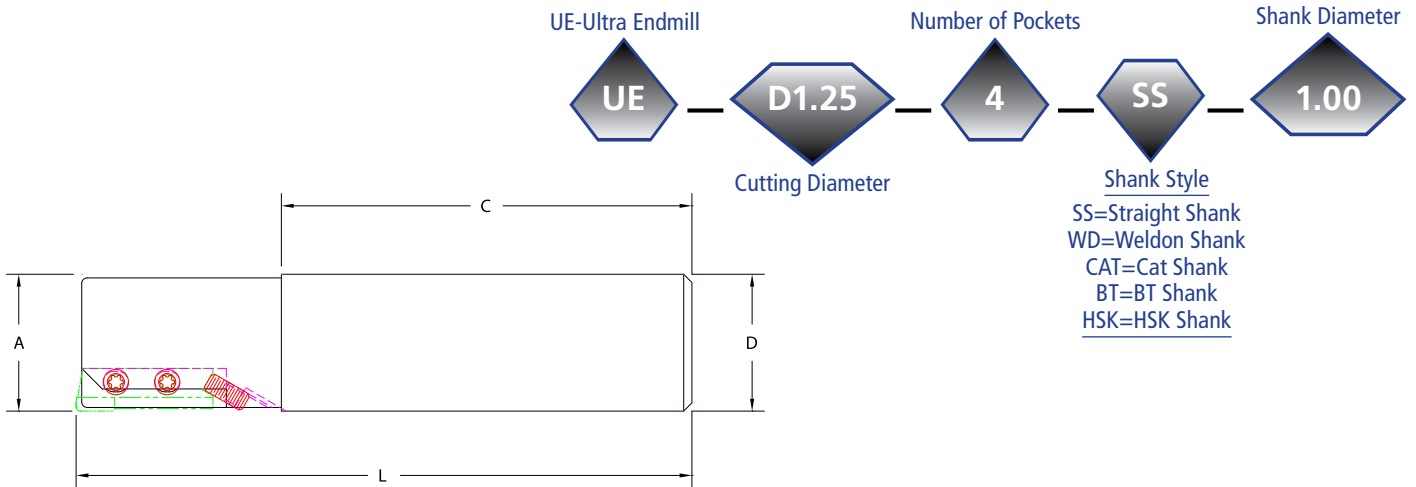 UE-Ultra Endmill
Number of Pockets
Shank Diameter
UE – D1.25 – 4 – SS – 1.00
Cutting Diameter
Shank Style
SS=Straight Shank
WD=Weldon Shank
CAT=Cat Shank
BT=BT Shank
HSK=HSK Shank
C
A
D
L